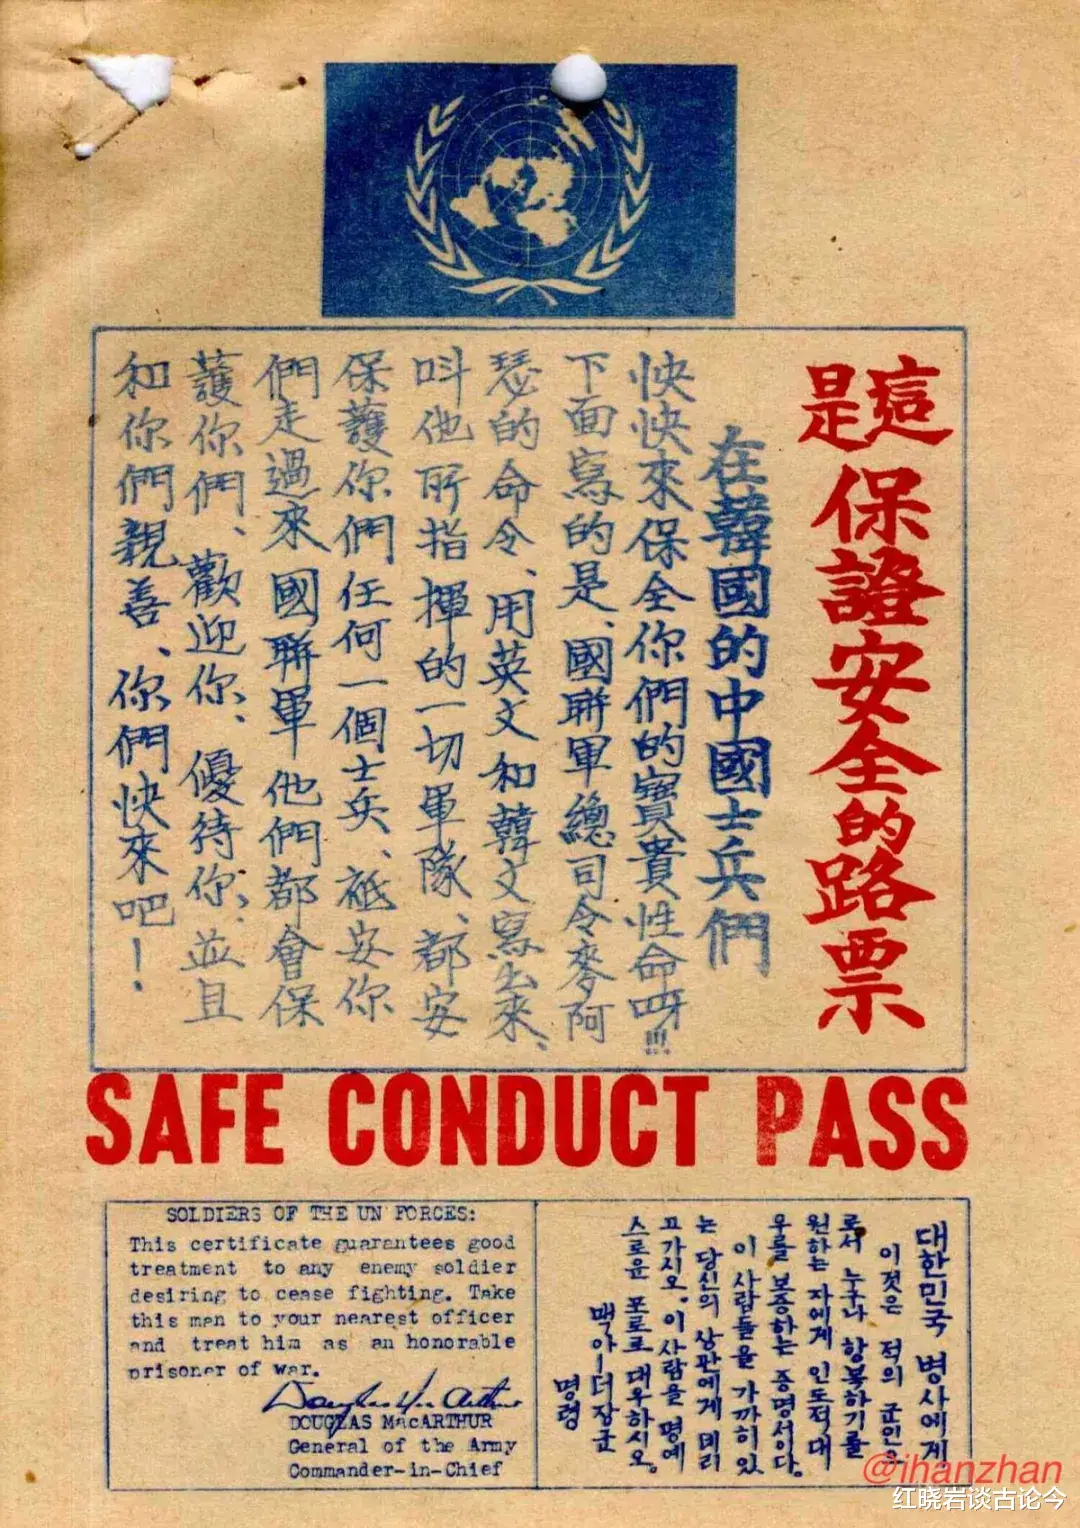 這是保證安全的路票
在韓國的中國士兵們
快快來保全你們的寶貴性命呀!!!
下面寫的是、國聯軍總司令麥阿
瑟的命令、用英文和韓文寫出來、
叫他所指揮的一切軍隊、都安
保護你們任何一個士兵、祗安你
們走過來國聯軍他們都會保
護你們、歡迎你、優待你、並且
和你們親善、你們快來吧！
SAFE CONDUCT PASS
SOLDIERS OF THE UN FORCES:
This certificate guarantees good
treatment to any enemy soldier
desiring to cease fighting. Take
this man to your nearest officer
and treat him as an honorable
prisoner of war.
Douglas MacArthur
DOUGLAS MacARTHUR
General of the Army
Commander-in-Chief
대한민국 병사에게
이것은 적의 군인은
로서 누구나 항복하기를
원하는 자에게 인도적 대
우를 보증하는 증명서이다.
이 사람들을 가까히 있
는 당신의 상관에게 데리
고 가시오. 이 사람을 명예
스로운 포로로 대우하시오.
맥아더 장군
명령
@ihanzhan
红晓岩谈古论今